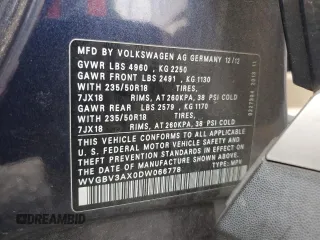 MFD BY VOLKSWAGEN AG GERMANY 12/12
GVWR LBS 4960 , KG 2250
GAWR FRONT LBS 2491 , KG 1130
WITH 235/50R18 TIRES,
7JX18 RIMS, AT 260KPA, 38 PSI COLD
GAWR REAR LBS 2579 , KG 1170
WITH 235/50R18 TIRES,
7JX18 RIMS, AT 260KPA, 38 PSI COLD
THIS VEHICLE CONFORMS TO ALL APPLICABLE
FEDERAL MOTOR VEHICLE SAFETY
STANDARDS IN EFFECT ON THE DATE OF
MANUFACTURE SHOWN ABOVE.
WVGBV3AX0DW066778 TYPE: MPV
DREAMBID